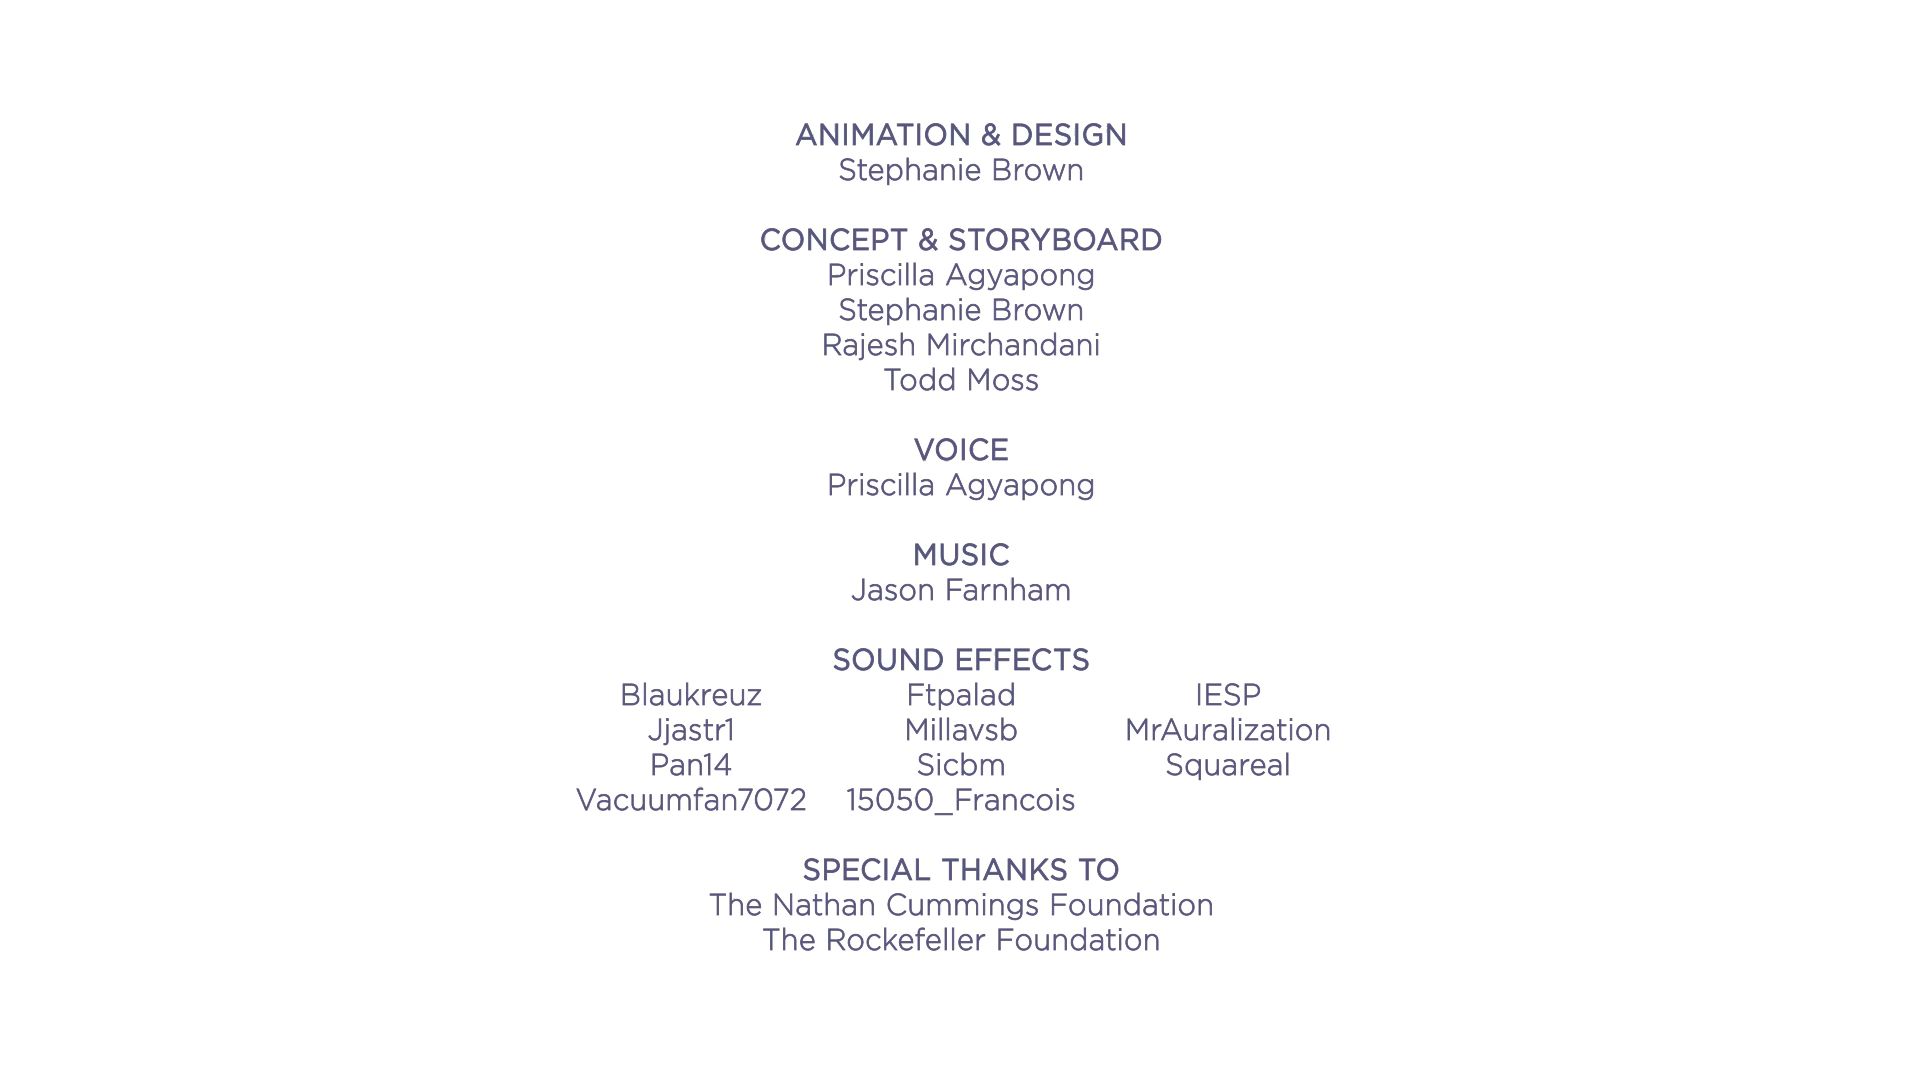 ANIMATION & DESIGN
Stephanie Brown
CONCEPT & STORYBOARD
Priscilla Agyapong
Stephanie Brown
Rajesh Mirchandani
Todd Moss
VOICE
Priscilla Agyapong
MUSIC
Jason Farnham
SOUND EFFECTS
Blaukreuz Ftpalad IESP
Jjastr1 Millavsb MrAuralization
Pan14 Sicbm Squareal
Vacuumfan7072 15050_Francois
SPECIAL THANKS TO
The Nathan Cummings Foundation
The Rockefeller Foundation